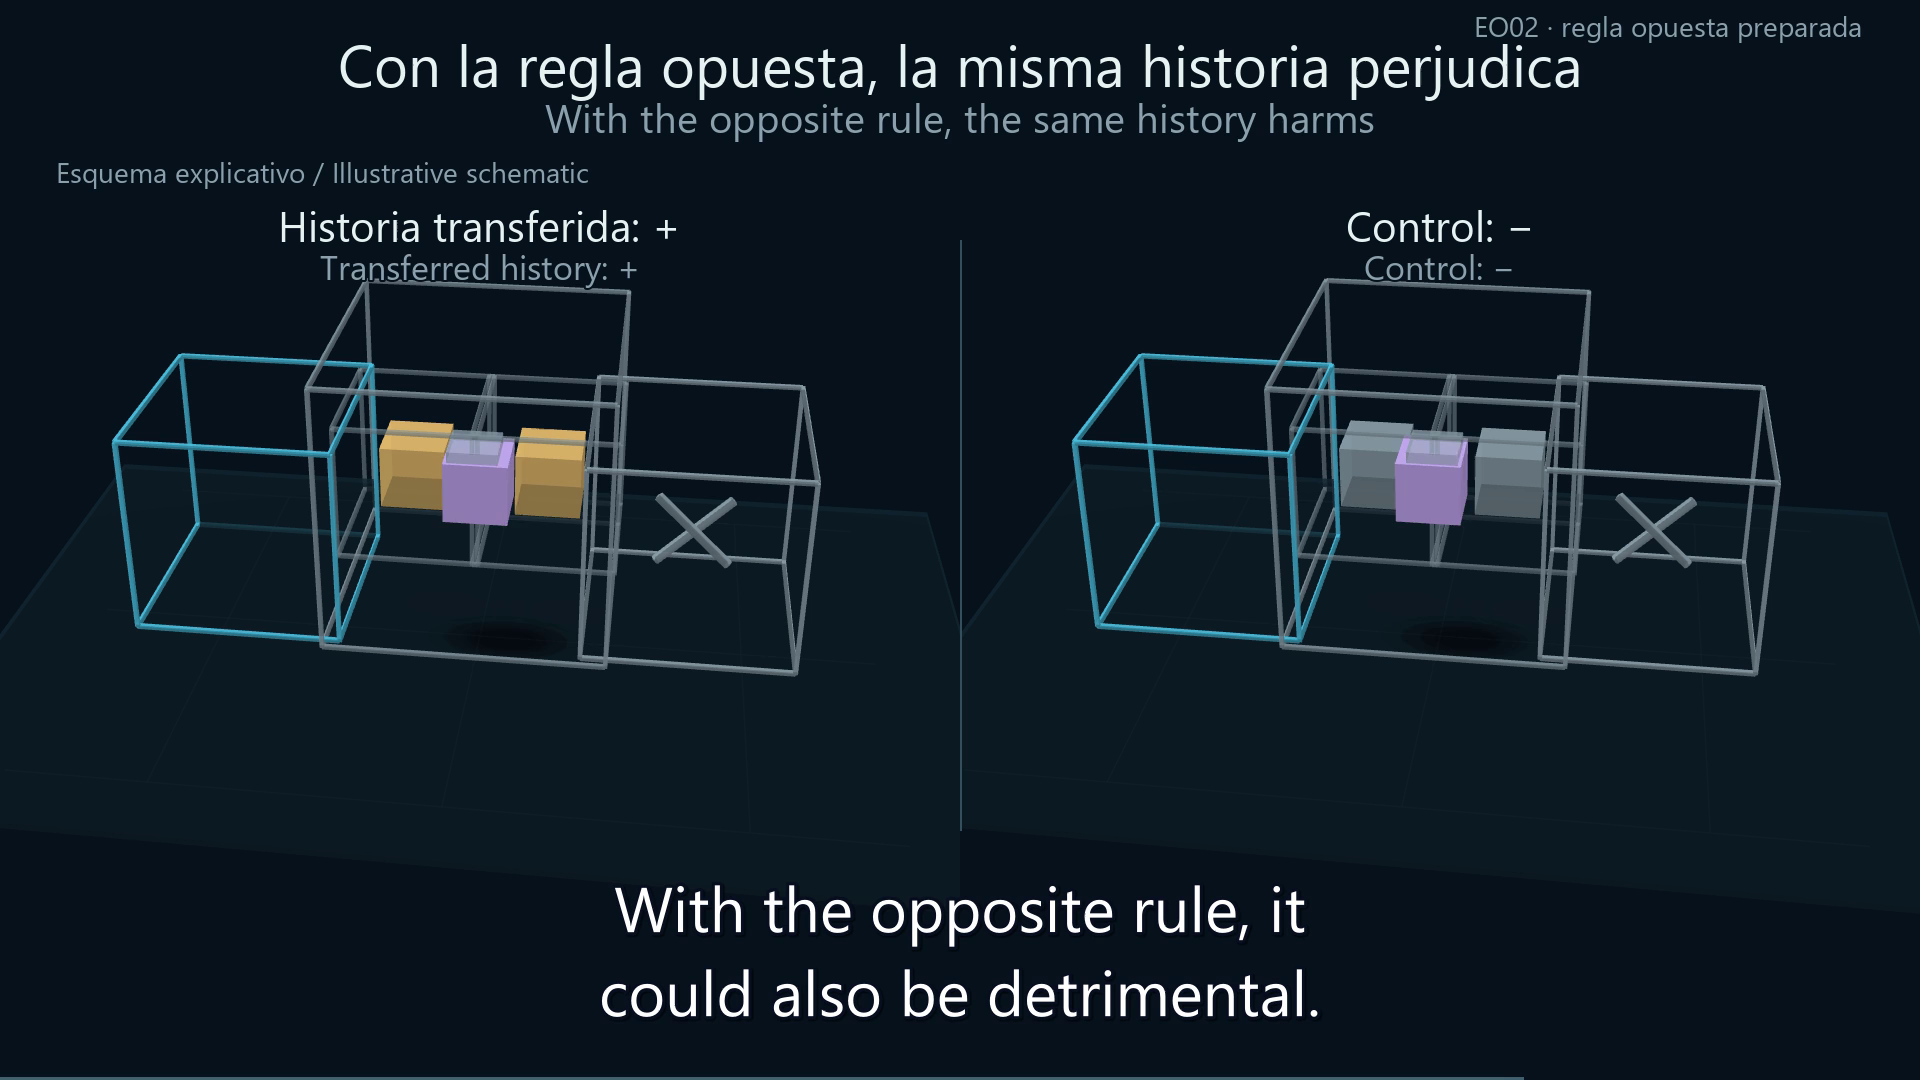 EO02 · regla opuesta preparada
Con la regla opuesta, la misma historia perjudica
With the opposite rule, the same history harms
Esquema explicativo / Illustrative schematic
Historia transferida: +
Transferred history: +
Control: −
Control: −
With the opposite rule, it
could also be detrimental.